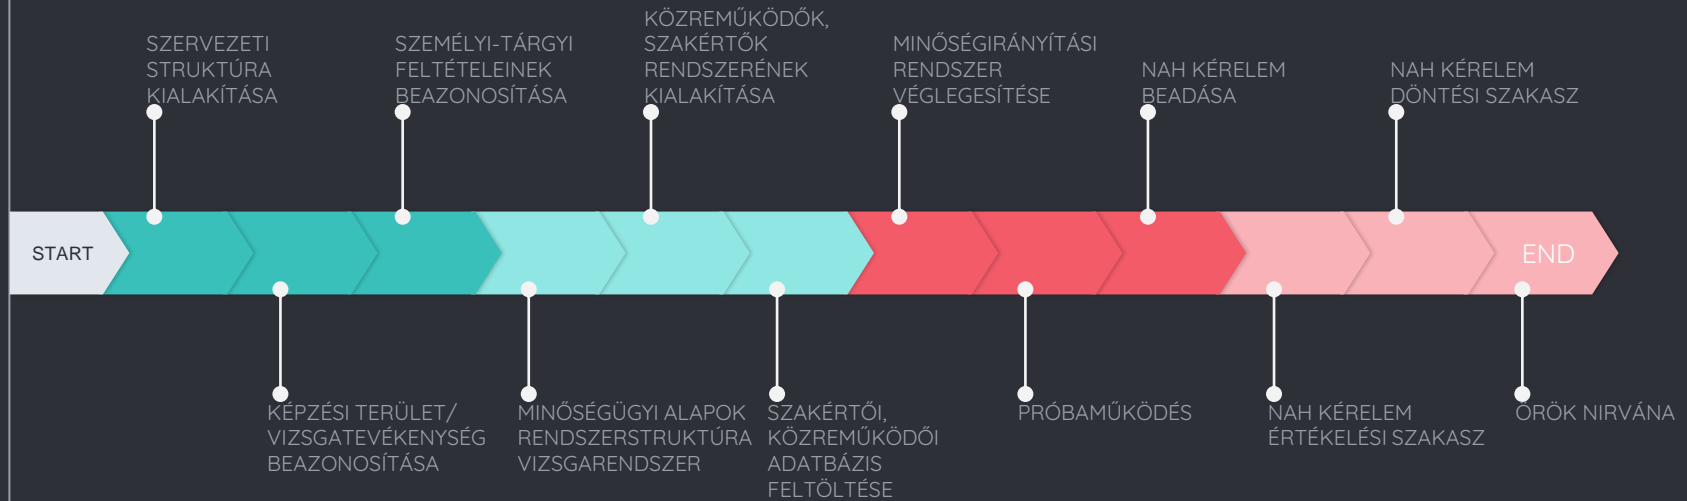 SZERVEZETI
STRUKTÚRA
KIALAKÍTÁSA
SZEMÉLYI-TÁRGYI
FELTÉTELEINEK
BEAZONOSÍTÁSA
KÖZREMŰKÖDŐK,
SZAKÉRTŐK
RENDSZERÉNEK
KIALAKÍTÁSA
MINŐSÉGIRÁNYÍTÁSI
RENDSZER
VÉGLEGESÍTÉSE
NAH KÉRELEM
BEADÁSA
NAH KÉRELEM
DÖNTÉSI SZAKASZ
START
END
KÉPZÉSI TERÜLET/
VIZSGATEVÉKENYSÉG
BEAZONOSÍTÁSA
MINŐSÉGÜGYI ALAPOK
RENDSZERSTRUKTÚRA
VIZSGARENDSZER
SZAKÉRTŐI,
KÖZREMŰKÖDŐI
ADATBÁZIS
FELTÖLTÉSE
PRÓBAMŰKÖDÉS
NAH KÉRELEM
ÉRTÉKELÉSI SZAKASZ
ÖRÖK NIRVÁNA